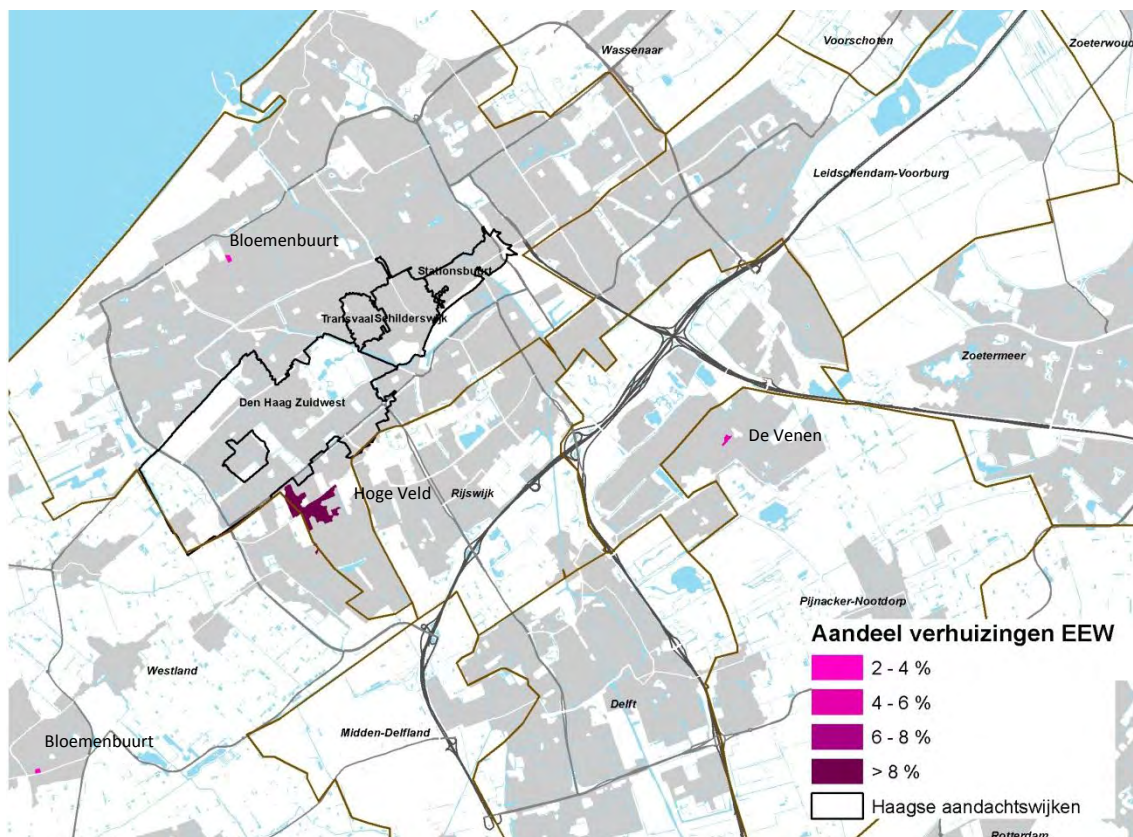 Wassenaar
Voorschoten
Zoeterwoud
Leidschendam-Voorburg
Bloemenbuurt
Stationsbuurt
Transvaal
Schilderswijk
Zoetermeer
Den Haag Zuidwest
De Venen
Hoge Veld
Rijswijk
Pijnacker-Nootdorp
Aandeel verhuizingen EEW
2 - 4 %
4 - 6 %
6 - 8 %
> 8 %
Haagse aandachtswijken
Westland
Delft
Midden-Delfland
Bloemenbuurt
Rotterdam